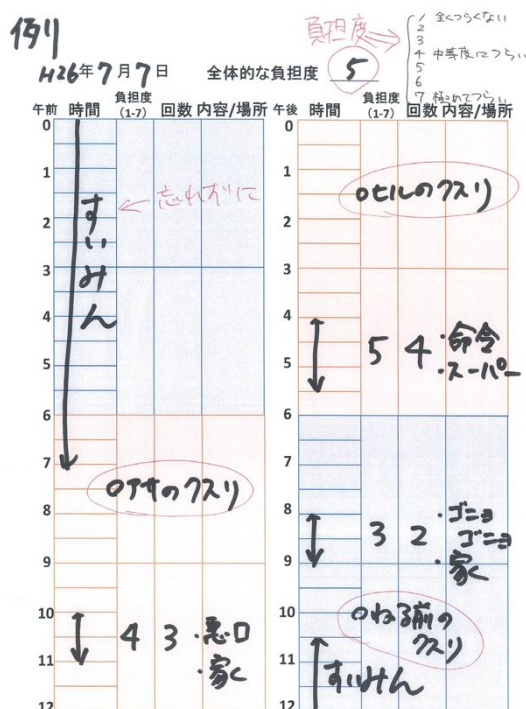 例り
H26年7月7日
全体的な負担度 5
負担度
1 全くつらくない
2
3
4 中等度につらい
5
6
7 極めてつらい
午前 時間 負担度(1-7) 回数 内容/場所
0
1
すいみん
←忘れずに
2
3
4
5
6
7
○アサのクスリ
8
9
10
4 3 ・悪口
・家
11
12
午後 時間 負担度(1-7) 回数 内容/場所
0
1
○ヒルのクスリ
2
3
4
5 4 ・命令
・スーパー
5
6
7
8
3 2 ・ゴニョ
ゴニョ
・家
9
10
○ねる前の
クスリ
11
すいみん
12